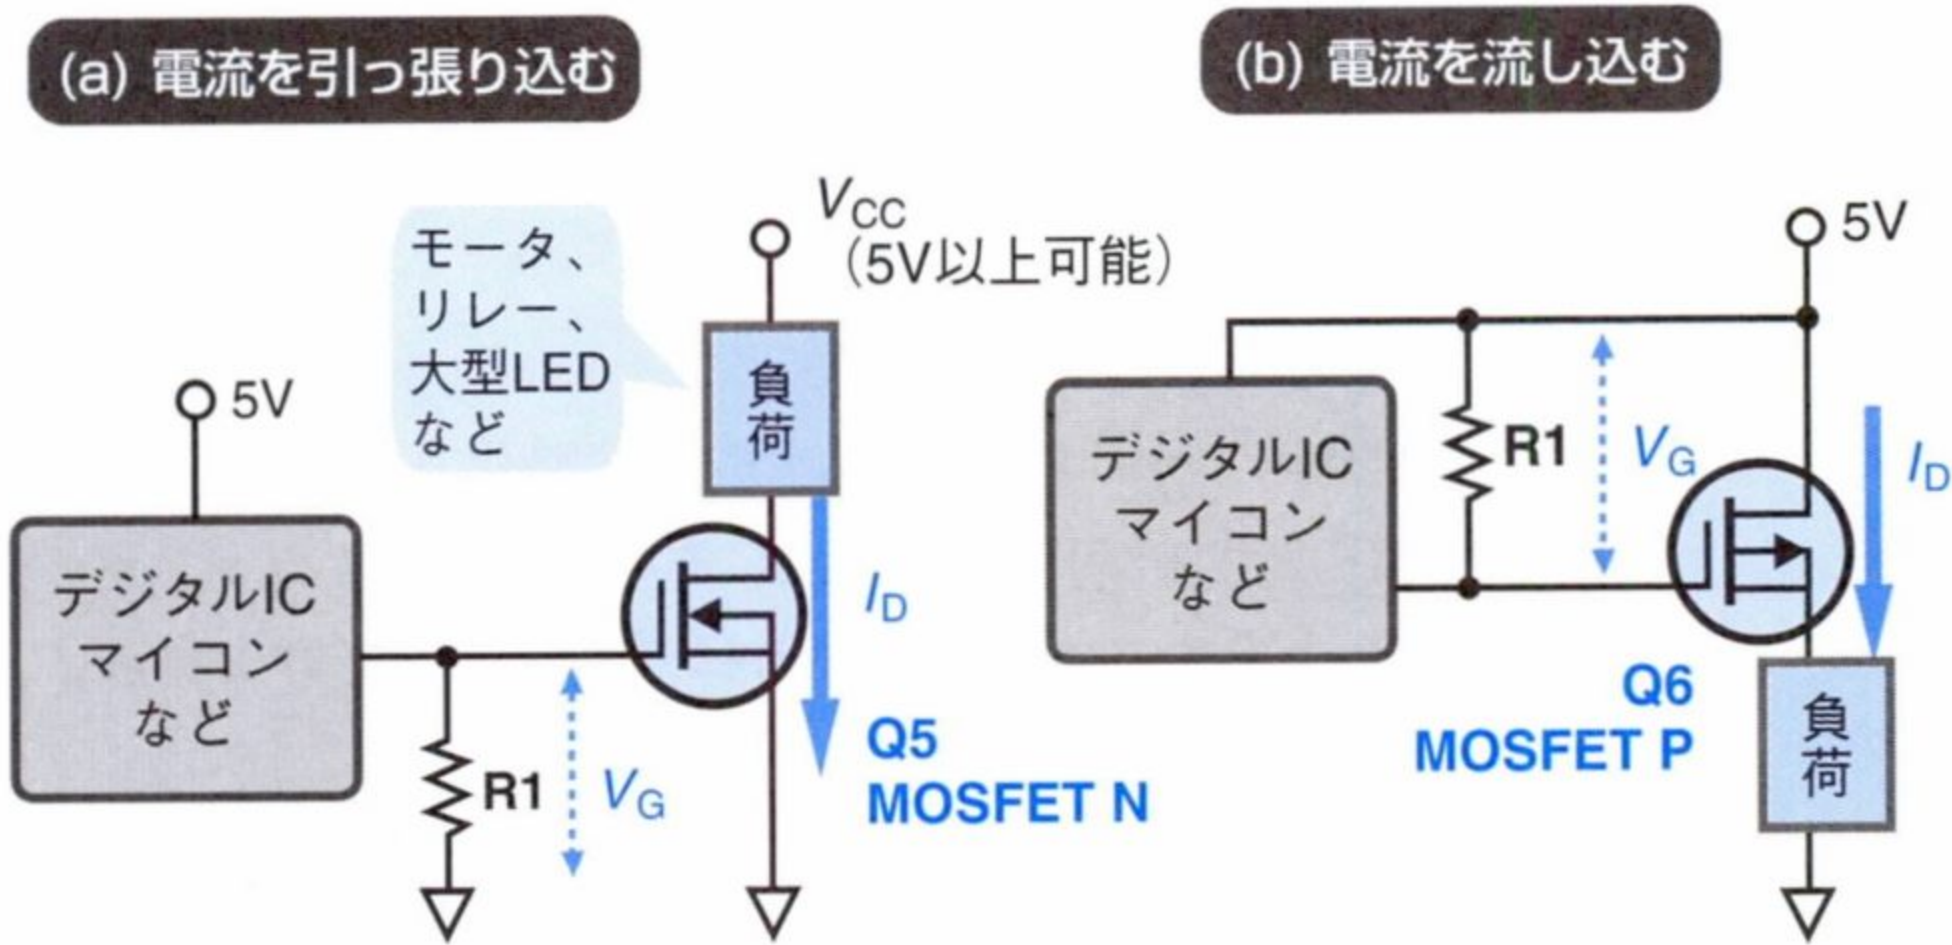 (a) 電流を引っ張り込む
VCC
（5V以上可能）
モータ、
リレー、
大型LED
など
負
荷
5V
デジタルIC
マイコン
など
R1
VG
ID
Q5
MOSFET N
(b) 電流を流し込む
5V
デジタルIC
マイコン
など
R1
VG
ID
Q6
MOSFET P
負
荷